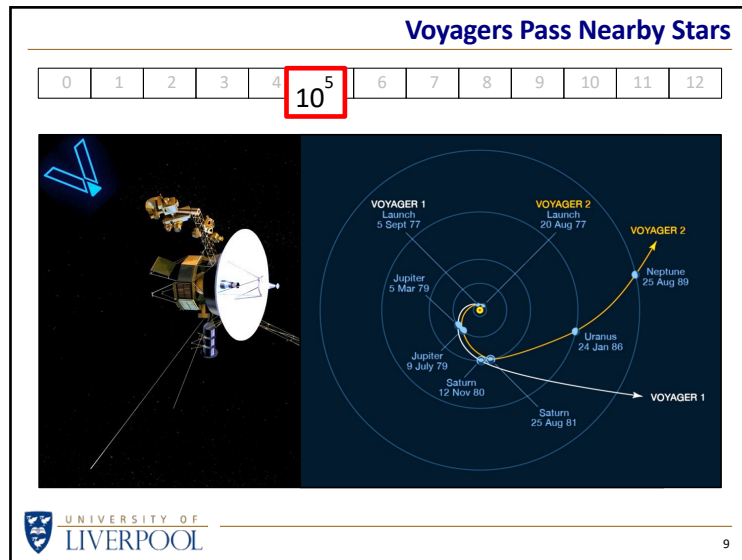 Voyagers Pass Nearby Stars
0 1 2 3 4 10^5 6 7 8 9 10 11 12
VOYAGER 1
Launch
5 Sept 77
VOYAGER 2
Launch
20 Aug 77
VOYAGER 2
Jupiter
5 Mar 79
Neptune
25 Aug 89
Uranus
24 Jan 86
Jupiter
9 July 79
Saturn
12 Nov 80
VOYAGER 1
Saturn
25 Aug 81
UNIVERSITY OF
LIVERPOOL
9